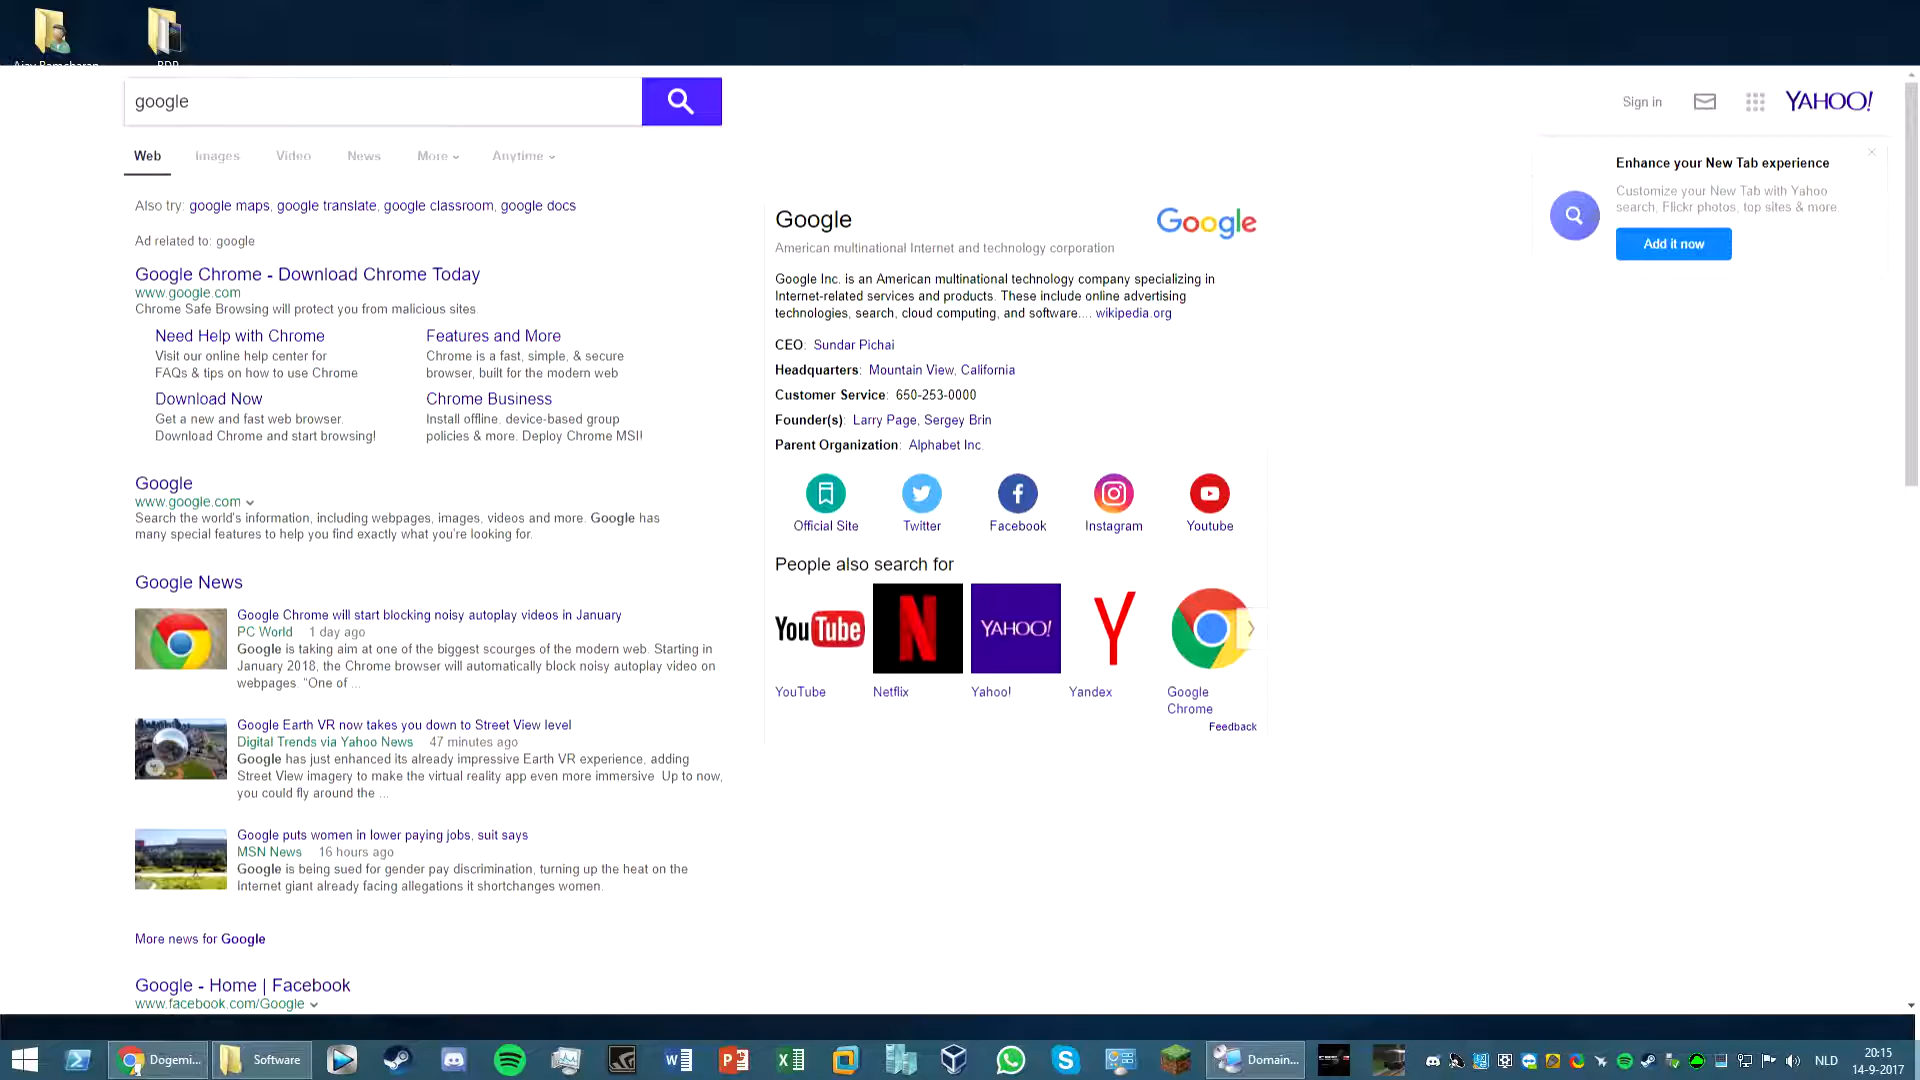 Ajay Ramcharan
RDP
google
Sign in
YAHOO!
Web
Images
Video
News
More
Anytime
Enhance your New Tab experience
Customize your New Tab with Yahoo
search, Flickr photos, top sites & more.
Add it now
Also try: google maps, google translate, google classroom, google docs
Ad related to: google
Google Chrome - Download Chrome Today
www.google.com
Chrome Safe Browsing will protect you from malicious sites.
Need Help with Chrome
Visit our online help center for
FAQs & tips on how to use Chrome
Features and More
Chrome is a fast, simple, & secure
browser, built for the modern web
Download Now
Get a new and fast web browser.
Download Chrome and start browsing!
Chrome Business
Install offline, device-based group
policies & more. Deploy Chrome MSI!
Google
www.google.com
Search the world's information, including webpages, images, videos and more. Google has
many special features to help you find exactly what you're looking for.
Google News
Google Chrome will start blocking noisy autoplay videos in January
PC World 1 day ago
Google is taking aim at one of the biggest scourges of the modern web. Starting in
January 2018, the Chrome browser will automatically block noisy autoplay video on
webpages. "One of ...
Google Earth VR now takes you down to Street View level
Digital Trends via Yahoo News 47 minutes ago
Google has just enhanced its already impressive Earth VR experience, adding
Street View imagery to make the virtual reality app even more immersive. Up to now,
you could fly around the ...
Google puts women in lower paying jobs, suit says
MSN News 16 hours ago
Google is being sued for gender pay discrimination, turning up the heat on the
Internet giant already facing allegations it shortchanges women.
More news for Google
Google - Home | Facebook
www.facebook.com/Google
Google
Google
American multinational Internet and technology corporation
Google Inc. is an American multinational technology company specializing in
Internet-related services and products. These include online advertising
technologies, search, cloud computing, and software.... wikipedia.org
CEO: Sundar Pichai
Headquarters: Mountain View, California
Customer Service: 650-253-0000
Founder(s): Larry Page, Sergey Brin
Parent Organization: Alphabet Inc.
Official Site
Twitter
Facebook
Instagram
Youtube
People also search for
YouTube
YAHOO!
YouTube
Netflix
Yahoo!
Yandex
Google
Chrome
Feedback
Dogemi...
Software
Domain...
NLD
20:15
14-9-2017